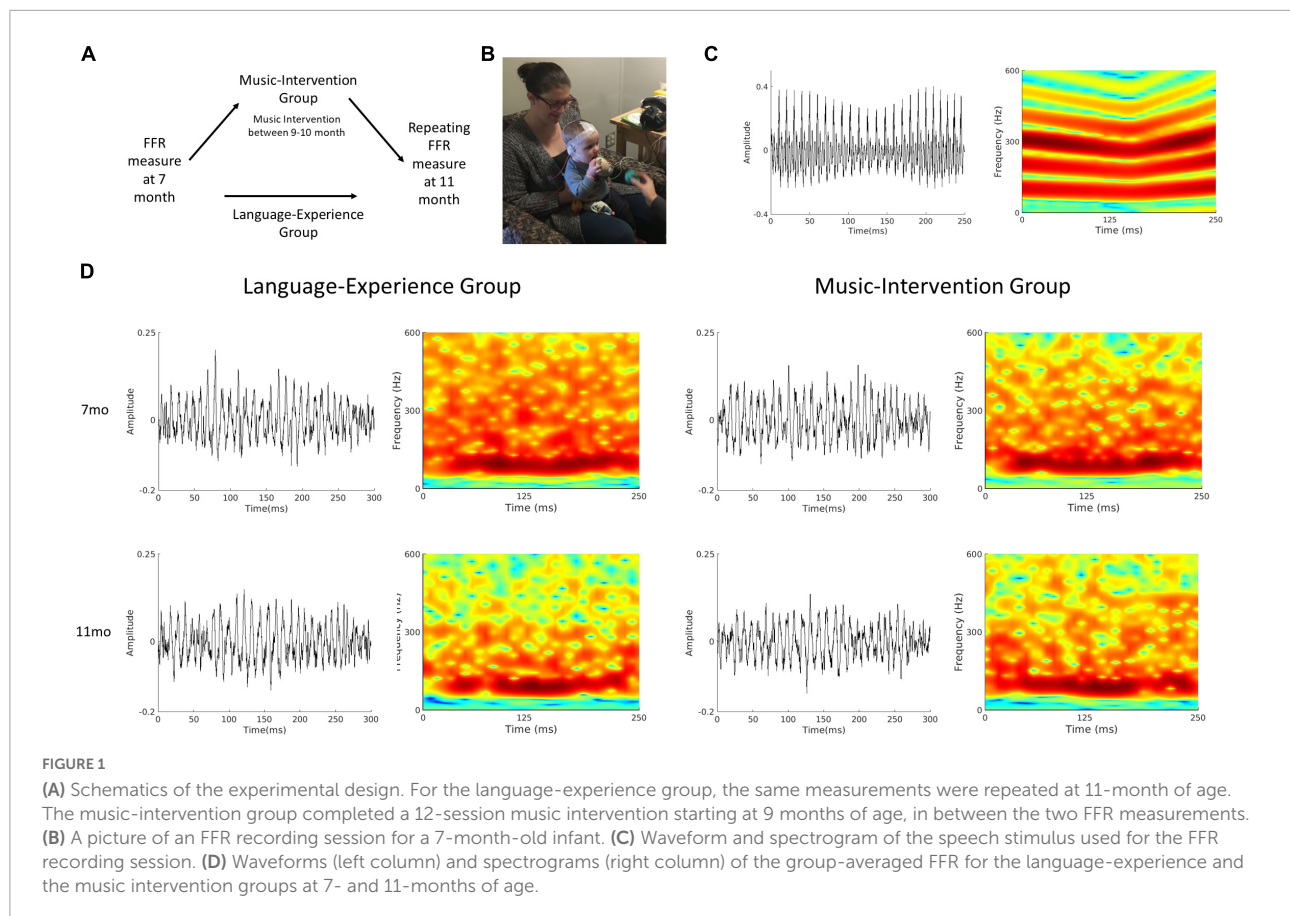 A
Music-Intervention
Group
Music Intervention
between 9-10 month
FFR
measure
at 7
month
Repeating
FFR
measure
at 11
month
Language-Experience
Group
B
C
Amplitude
0.4
0
-0.4
0
50
100
150
200
250
Time(ms)
Frequency (Hz)
600
300
0
0
125
250
Time (ms)
D
Language-Experience Group
Music-Intervention Group
7mo
Amplitude
0.25
0
-0.2
0
50
100
150
200
250
300
Time(ms)
Frequency (Hz)
600
300
0
0
125
250
Time (ms)
Amplitude
0.25
0
-0.2
0
50
100
150
200
250
300
Time(ms)
Frequency (Hz)
600
300
0
0
125
250
Time (ms)
11mo
Amplitude
0.25
0
-0.2
0
50
100
150
200
250
300
Time(ms)
600
300
0
0
125
250
Time (ms)
Amplitude
0.25
0
-0.2
0
50
100
150
200
250
300
Time(ms)
Frequency (Hz)
600
300
0
0
125
250
Time (ms)
FIGURE 1
(A) Schematics of the experimental design. For the language-experience group, the same measurements were repeated at 11-month of age.
The music-intervention group completed a 12-session music intervention starting at 9 months of age, in between the two FFR measurements.
(B) A picture of an FFR recording session for a 7-month-old infant. (C) Waveform and spectrogram of the speech stimulus used for the FFR
recording session. (D) Waveforms (left column) and spectrograms (right column) of the group-averaged FFR for the language-experience and
the music intervention groups at 7- and 11-months of age.